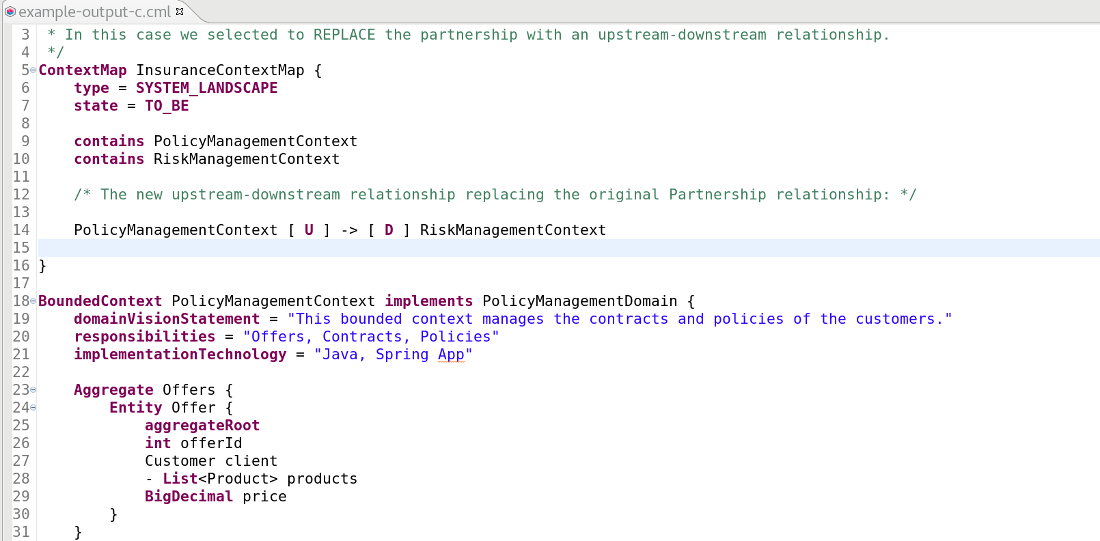 example-output-c.cml
3 * In this case we selected to REPLACE the partnership with an upstream-downstream relationship.
4 */
5 ContextMap InsuranceContextMap {
6 type = SYSTEM_LANDSCAPE
7 state = TO_BE
8
9 contains PolicyManagementContext
10 contains RiskManagementContext
11
12 /* The new upstream-downstream relationship replacing the original Partnership relationship: */
13
14 PolicyManagementContext [ U ] -> [ D ] RiskManagementContext
15
16 }
17
18 BoundedContext PolicyManagementContext implements PolicyManagementDomain {
19 domainVisionStatement = "This bounded context manages the contracts and policies of the customers."
20 responsibilities = "Offers, Contracts, Policies"
21 implementationTechnology = "Java, Spring App"
22
23 Aggregate Offers {
24 Entity Offer {
25 aggregateRoot
26 int offerId
27 Customer client
28 - List<Product> products
29 BigDecimal price
30 }
31 }